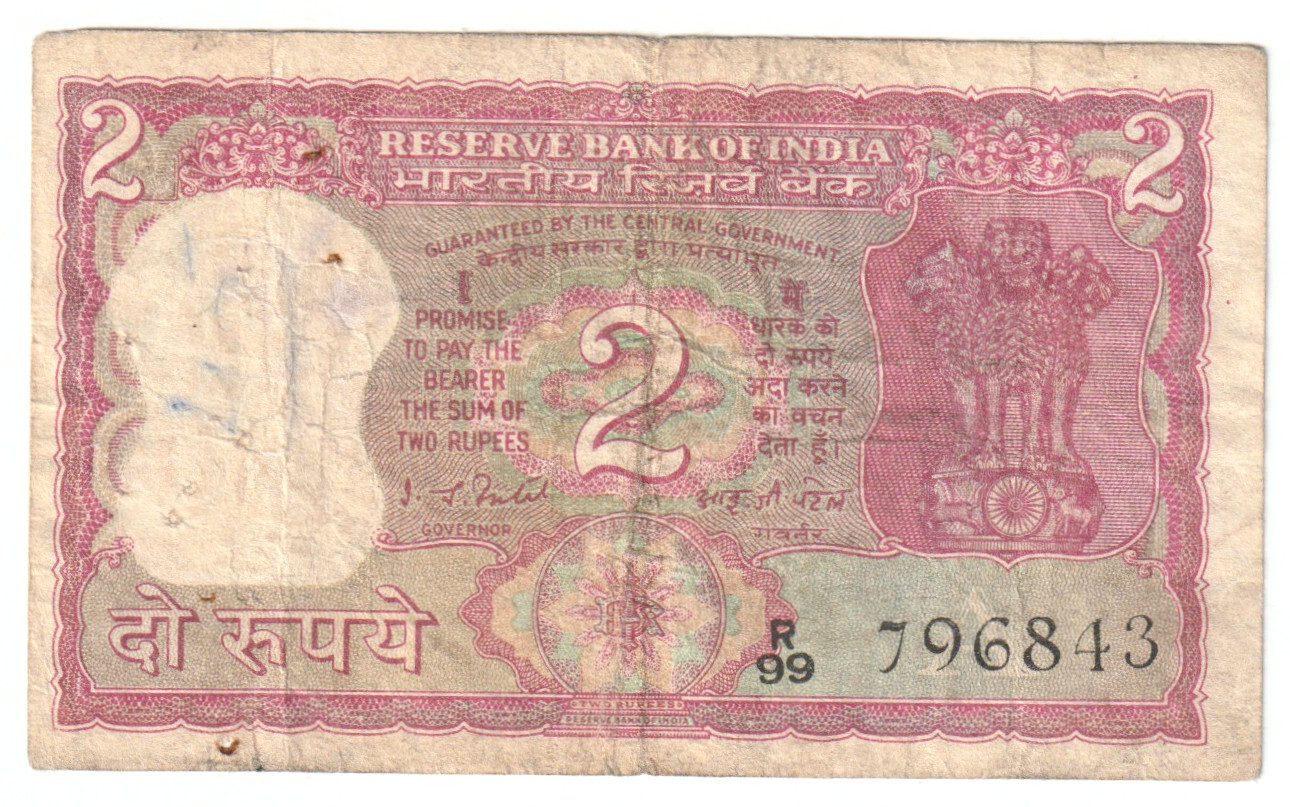 2
2
RESERVE BANK OF INDIA
भारतीय रिज़र्व बैंक
GUARANTEED BY THE CENTRAL GOVERNMENT
केन्द्रीय सरकार द्वारा प्रत्याभूत
I
PROMISE
TO PAY THE
BEARER
THE SUM OF
TWO RUPEES
2
मैं
धारक को
दो रुपये
अदा करने
का वचन
देता हूँ।
आइ. जी. पटेल
GOVERNOR
गवर्नर
दो रुपये
R
99
796843
A
TWO RUPEES
RESERVE BANK OF INDIA